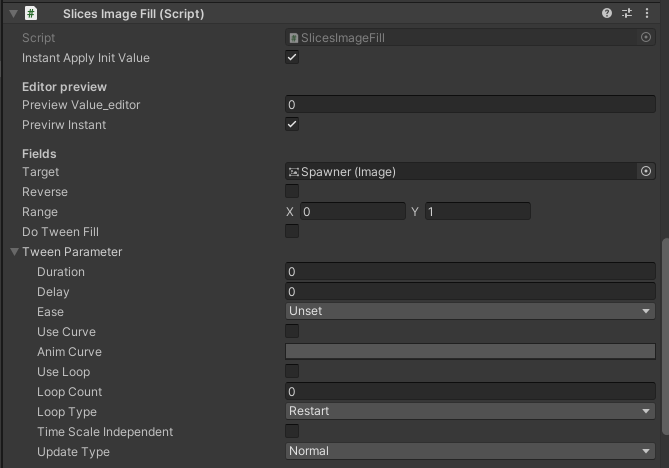 Slices Image Fill (Script)
Script SlicesImageFill
Instant Apply Init Value
Editor preview
Preview Value_editor 0
Previrw Instant
Fields
Target Spawner (Image)
Reverse
Range X 0 Y 1
Do Tween Fill
Tween Parameter
Duration 0
Delay 0
Ease Unset
Use Curve
Anim Curve
Use Loop
Loop Count 0
Loop Type Restart
Time Scale Independent
Update Type Normal